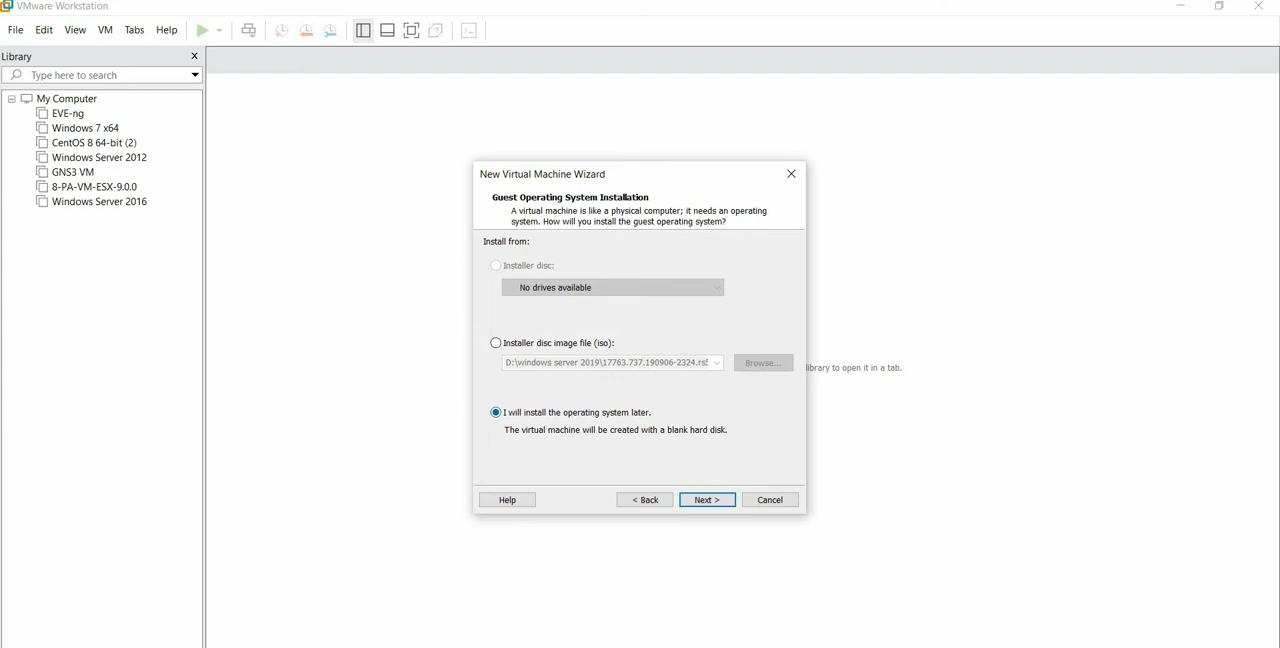 VMware Workstation
File Edit View VM Tabs Help
Library
Type here to search
My Computer
EVE-ng
Windows 7 x64
CentOS 8 64-bit (2)
Windows Server 2012
GNS3 VM
8-PA-VM-ESX-9.0.0
Windows Server 2016
New Virtual Machine Wizard
Guest Operating System Installation
A virtual machine is like a physical computer; it needs an operating
system. How will you install the guest operating system?
Install from:
Installer disc:
No drives available
Installer disc image file (iso):
D:\windows server 2019\17763.737.190906-2324.rs5
Browse...
library to open it in a tab.
I will install the operating system later.
The virtual machine will be created with a blank hard disk.
Help < Back Next > Cancel